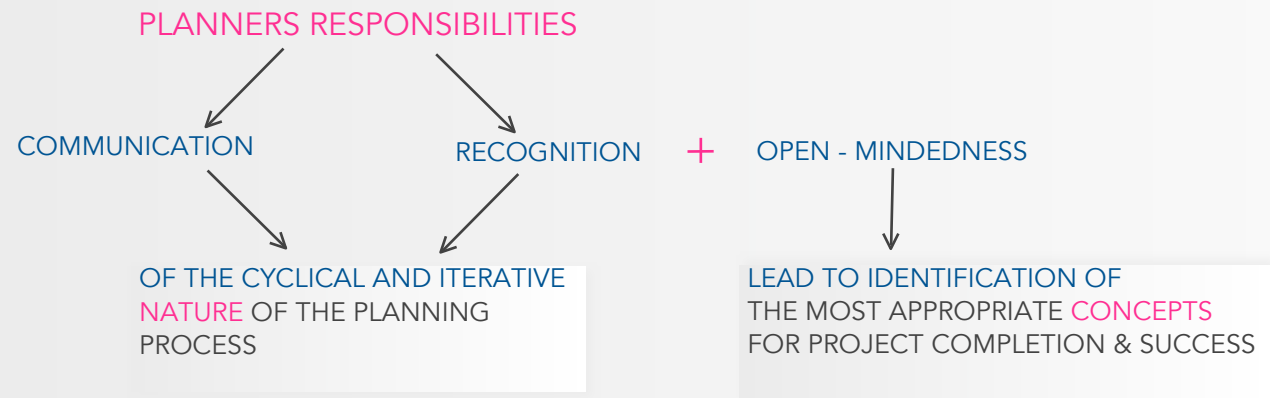 PLANNERS RESPONSIBILITIES
COMMUNICATION
RECOGNITION + OPEN - MINDEDNESS
OF THE CYCLICAL AND ITERATIVE
NATURE OF THE PLANNING
PROCESS
LEAD TO IDENTIFICATION OF
THE MOST APPROPRIATE CONCEPTS
FOR PROJECT COMPLETION & SUCCESS